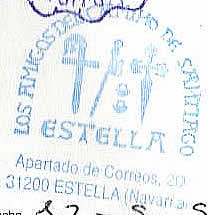 LOS AMIGOS DEL CAMINO DE SANTIAGO
ESTELLA
Apartado de Correos, 20
31200 ESTELLA (Navarra)